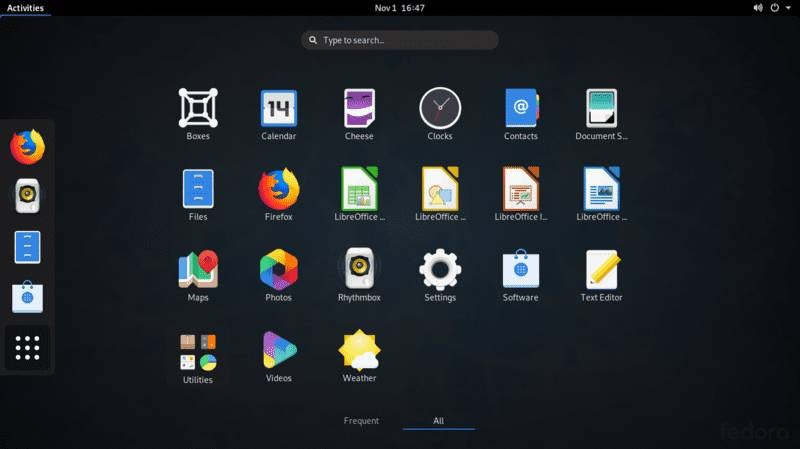 Activities
Nov 1 16:47
Type to search...
14
@
Boxes
Calendar
Cheese
Clocks
Contacts
Document S...
Files
Firefox
LibreOffice ...
LibreOffice ...
LibreOffice I...
LibreOffice ...
Maps
Photos
Rhythmbox
Settings
Software
Text Editor
Utilities
Videos
Weather
Frequent
All
fedora